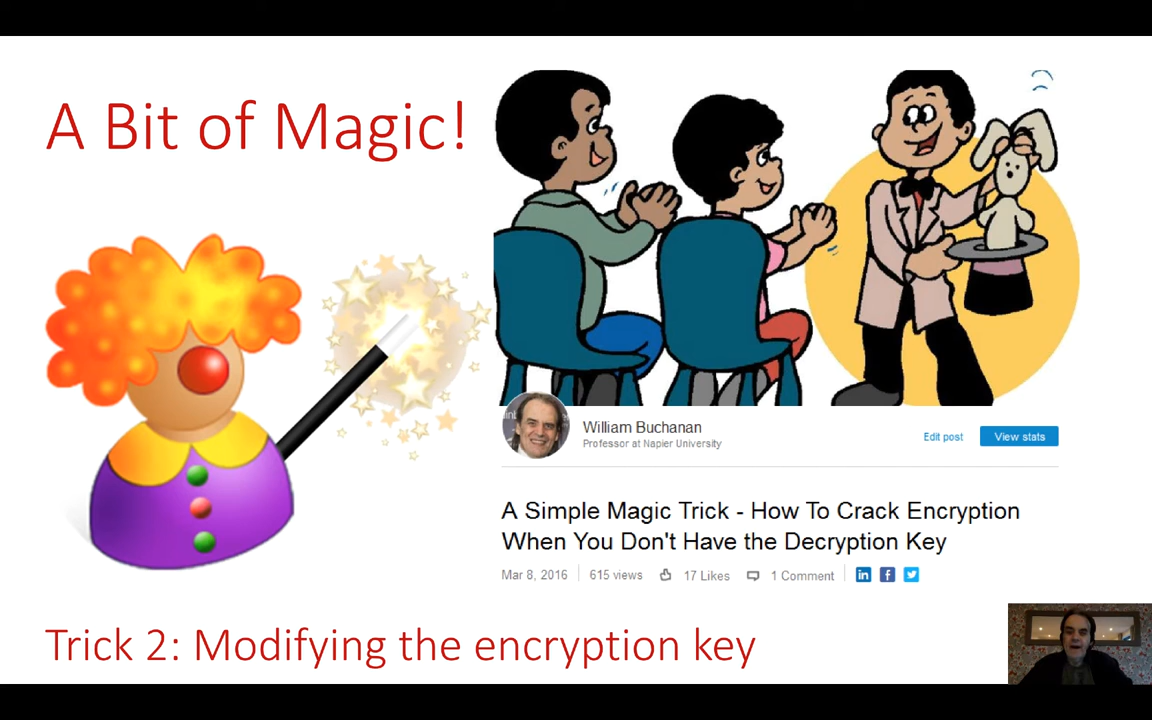 A Bit of Magic!
William Buchanan
Professor at Napier University
Edit post
View stats
A Simple Magic Trick - How To Crack Encryption
When You Don't Have the Decryption Key
Mar 8, 2016 615 views 17 Likes 1 Comment
Trick 2: Modifying the encryption key